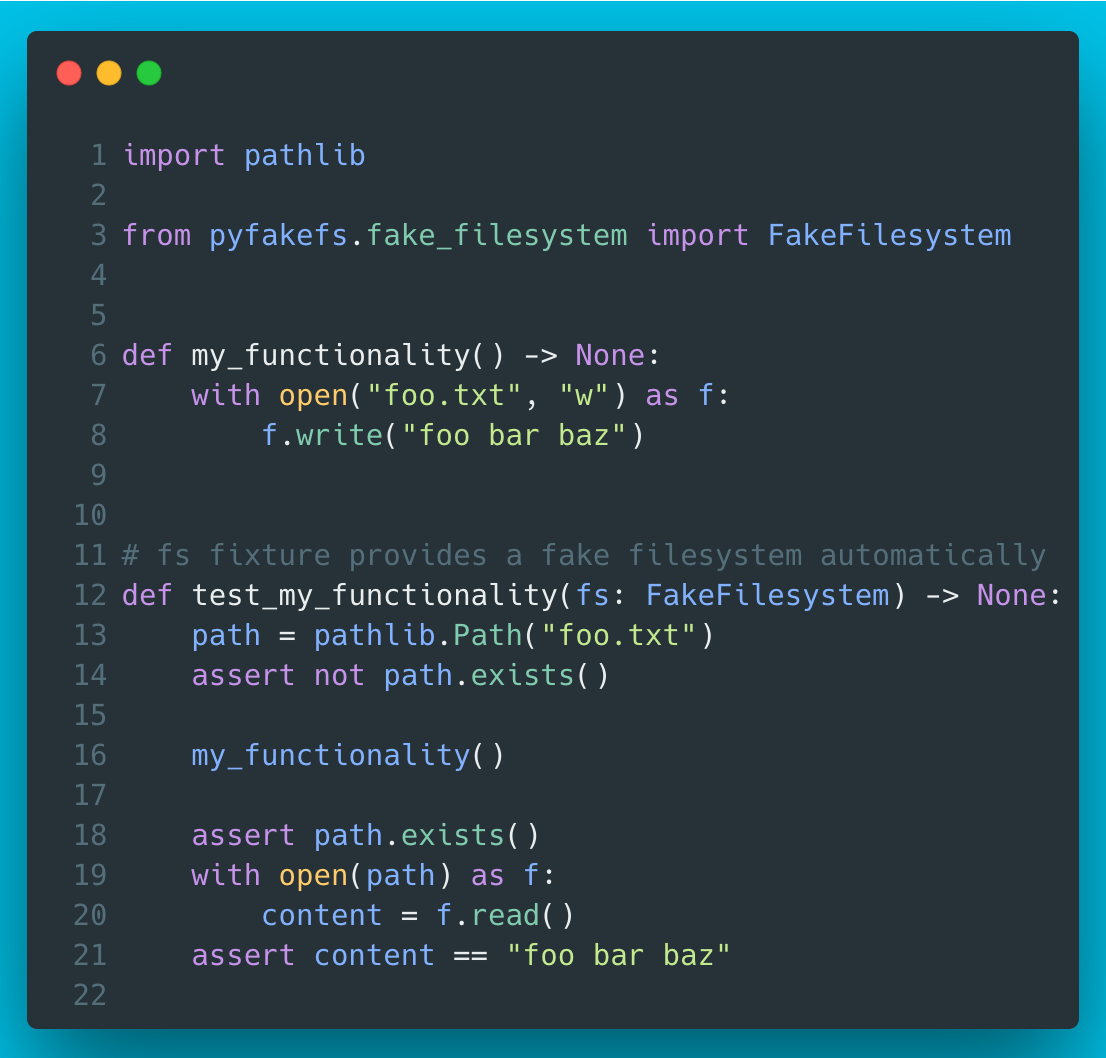 1 import pathlib
2
3 from pyfakefs.fake_filesystem import FakeFilesystem
4
5
6 def my_functionality() -> None:
7     with open("foo.txt", "w") as f:
8         f.write("foo bar baz")
9
10
11 # fs fixture provides a fake filesystem automatically
12 def test_my_functionality(fs: FakeFilesystem) -> None:
13     path = pathlib.Path("foo.txt")
14     assert not path.exists()
15
16     my_functionality()
17
18     assert path.exists()
19     with open(path) as f:
20         content = f.read()
21     assert content == "foo bar baz"
22